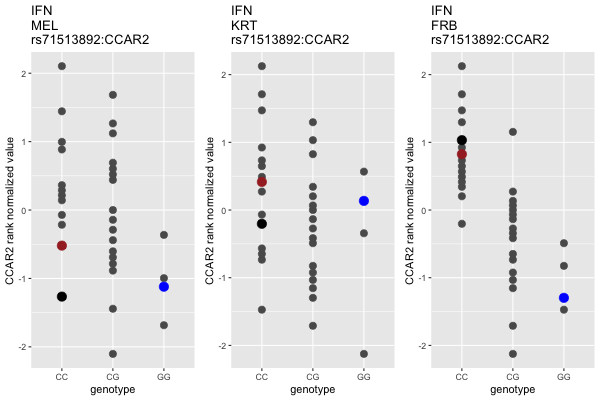 IFN
MEL
rs71513892:CCAR2
CCAR2 rank normalized value
2
1
0
-1
-2
CC
CG
GG
genotype
IFN
KRT
rs71513892:CCAR2
CCAR2 rank normalized value
2
1
0
-1
-2
CC
CG
GG
genotype
IFN
FRB
rs71513892:CCAR2
CCAR2 rank normalized value
2
1
0
-1
-2
CC
CG
GG
genotype